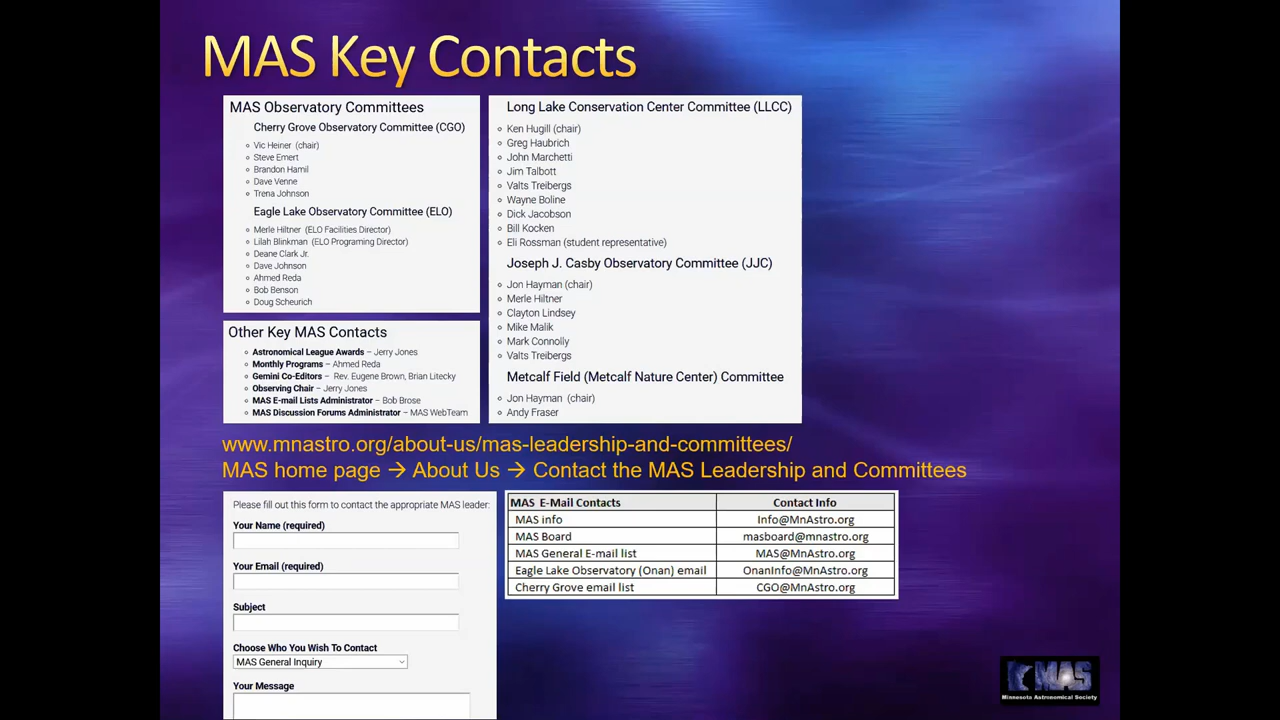 MAS Key Contacts
MAS Observatory Committees
Cherry Grove Observatory Committee (CGO)
Vic Heiner (chair)
Steve Emert
Brandon Hamil
Dave Venne
Trena Johnson
Eagle Lake Observatory Committee (ELO)
Merle Hiltner (ELO Facilities Director)
Lilah Blinkman (ELO Programing Director)
Deane Clark Jr.
Dave Johnson
Ahmed Reda
Bob Benson
Doug Scheurich
Other Key MAS Contacts
Astronomical League Awards – Jerry Jones
Monthly Programs – Ahmed Reda
Gemini Co-Editors – Rev. Eugene Brown, Brian Litecky
Observing Chair – Jerry Jones
MAS E-mail Lists Administrator – Bob Brose
MAS Discussion Forums Administrator – MAS WebTeam
Long Lake Conservation Center Committee (LLCC)
Ken Hugill (chair)
Greg Haubrich
John Marchetti
Jim Talbott
Valts Treibergs
Wayne Boline
Dick Jacobson
Bill Kocken
Eli Rossman (student representative)
Joseph J. Casby Observatory Committee (JJC)
Jon Hayman (chair)
Merle Hiltner
Clayton Lindsey
Mike Malik
Mark Connolly
Valts Treibergs
Metcalf Field (Metcalf Nature Center) Committee
Jon Hayman (chair)
Andy Fraser
www.mnastro.org/about-us/mas-leadership-and-committees/
MAS home page → About Us → Contact the MAS Leadership and Committees
Please fill out this form to contact the appropriate MAS leader:
Your Name (required)
Your Email (required)
Subject
Choose Who You Wish To Contact
MAS General Inquiry
Your Message
MAS E-Mail Contacts Contact Info
MAS info Info@MnAstro.org
MAS Board masboard@mnastro.org
MAS General E-mail list MAS@MnAstro.org
Eagle Lake Observatory (Onan) email OnanInfo@MnAstro.org
Cherry Grove email list CGO@MnAstro.org
MAS
Minnesota Astronomical Society